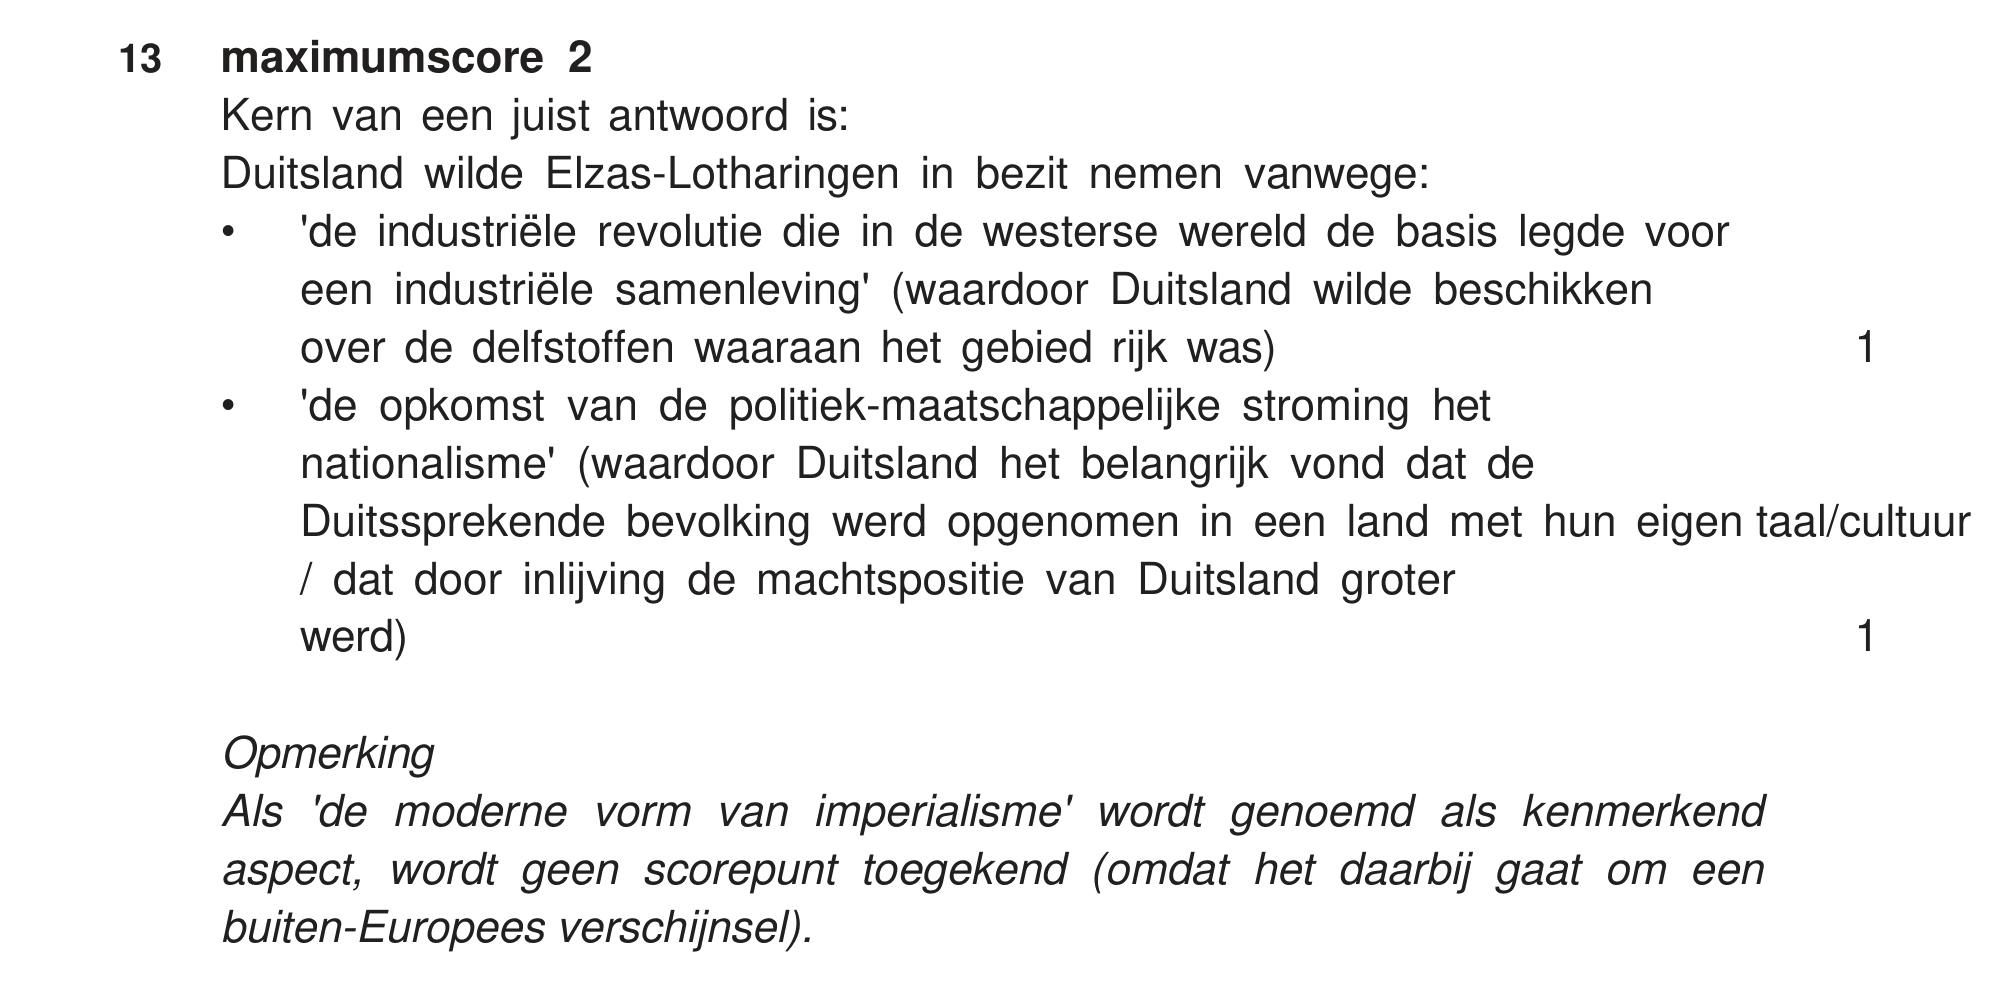 13 maximumscore 2
Kern van een juist antwoord is:
Duitsland wilde Elzas-Lotharingen in bezit nemen vanwege:
• 'de industriële revolutie die in de westerse wereld de basis legde voor
een industriële samenleving' (waardoor Duitsland wilde beschikken
over de delfstoffen waaraan het gebied rijk was) 1
• 'de opkomst van de politiek-maatschappelijke stroming het
nationalisme' (waardoor Duitsland het belangrijk vond dat de
Duitssprekende bevolking werd opgenomen in een land met hun eigen taal/cultuur
/ dat door inlijving de machtspositie van Duitsland groter
werd) 1
Opmerking
Als 'de moderne vorm van imperialisme' wordt genoemd als kenmerkend
aspect, wordt geen scorepunt toegekend (omdat het daarbij gaat om een
buiten-Europees verschijnsel).